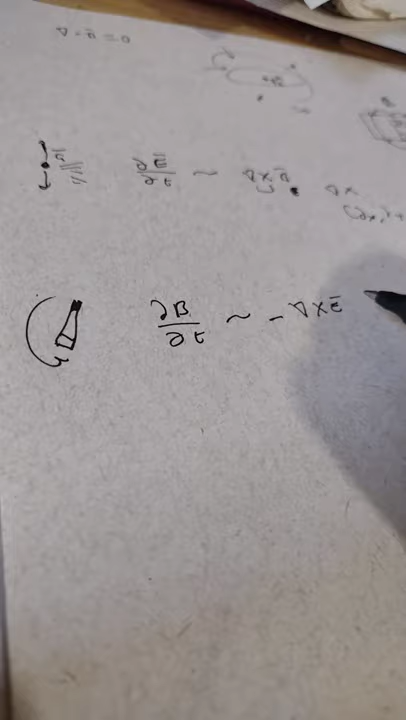 ∇·B̄ = 0
∂Ē/∂t ~ ∇×B̄ ∇×
∂B/∂t ~ -∇×Ē